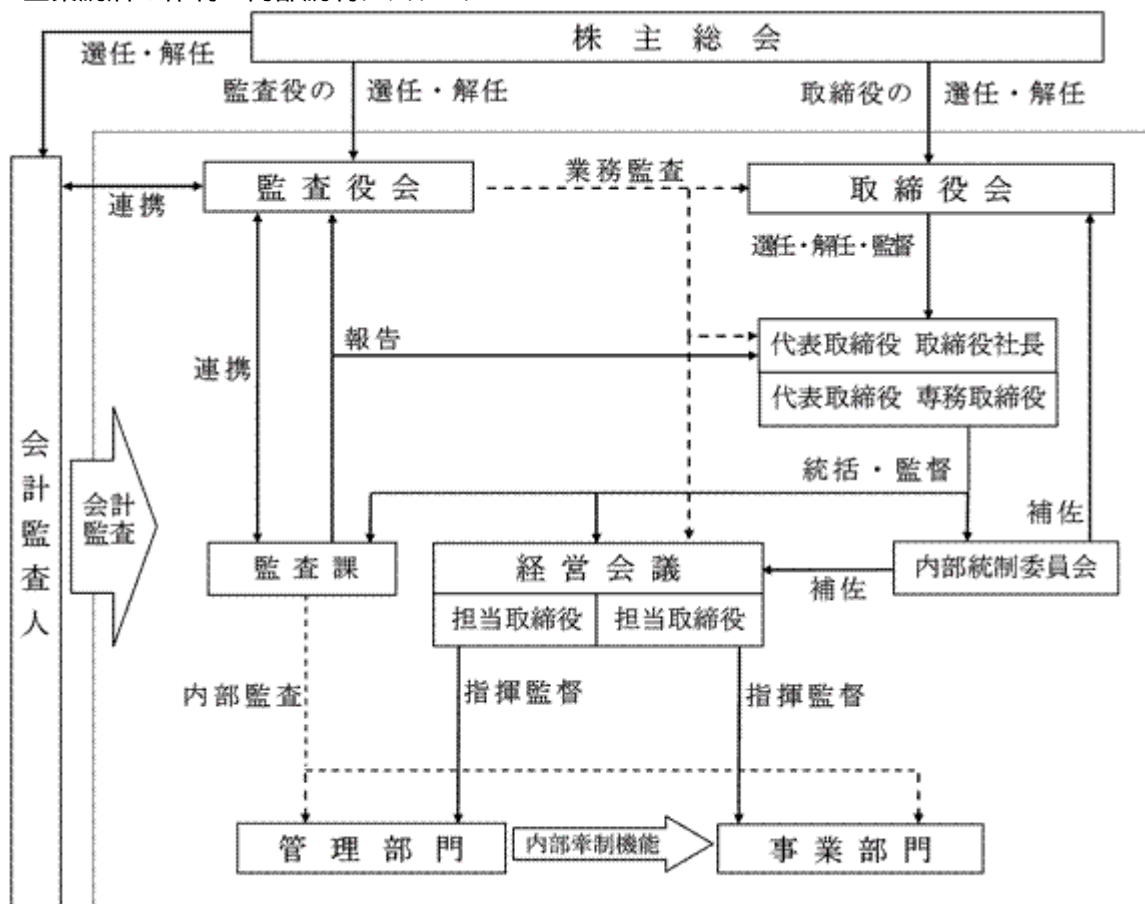 株主総会
選任・解任
監査役の 選任・解任
取締役の 選任・解任
監査役会
業務監査
取締役会
連携
選任・解任・監督
報告
連携
代表取締役 取締役社長
代表取締役 専務取締役
統括・監督
会計監査人
会計
監査
補佐
監査課
経営会議
内部統制委員会
補佐
担当取締役
担当取締役
内部監査
指揮監督
指揮監督
管理部門
内部牽制機能
事業部門